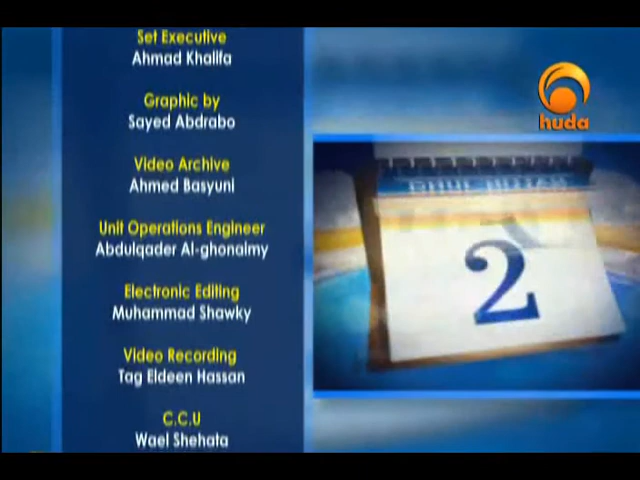 Set Executive
Ahmad Khalifa
Graphic by
Sayed Abdrabo
Video Archive
Ahmed Basyuni
Unit Operations Engineer
Abdulqader Al-ghonaimy
Electronic Editing
Muhammad Shawky
Video Recording
Tag Eldeen Hassan
C.C.U
Wael Shehata
huda
2